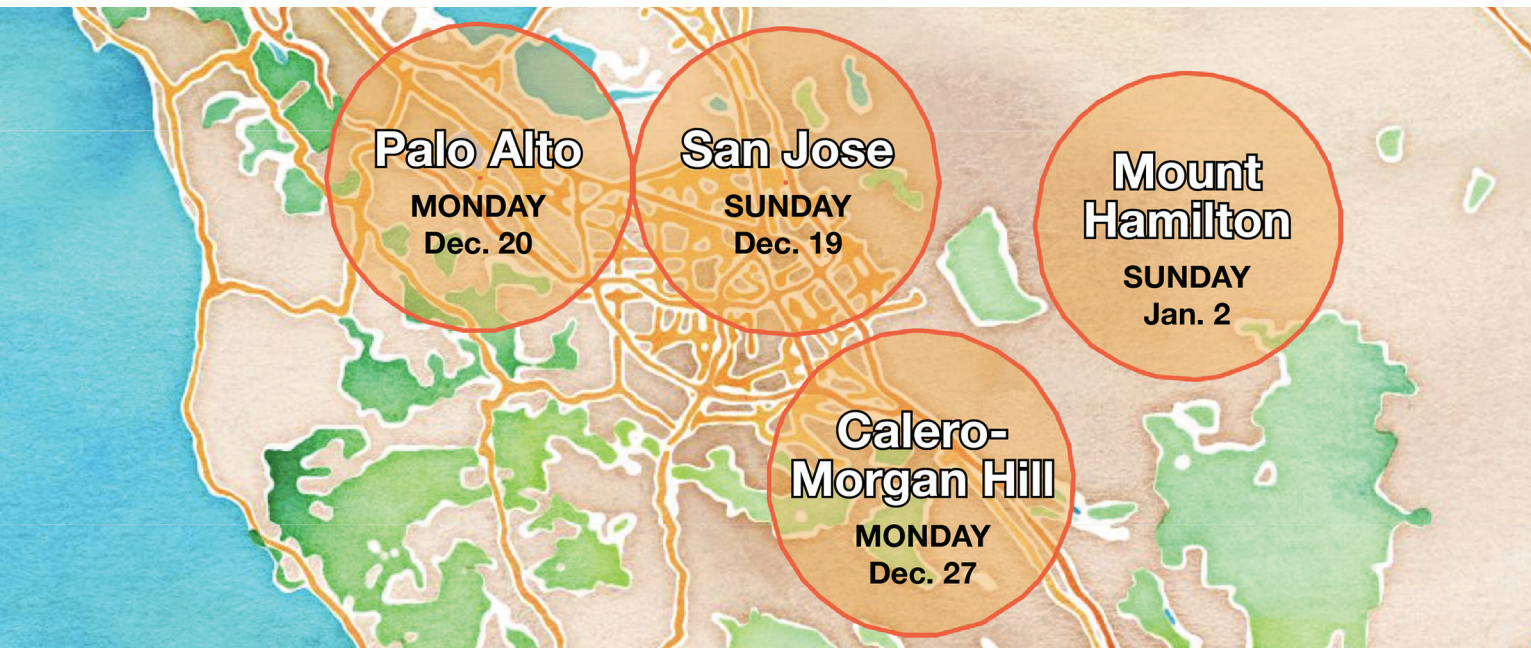 Palo Alto
MONDAY
Dec. 20
San Jose
SUNDAY
Dec. 19
Mount
Hamilton
SUNDAY
Jan. 2
Calero-
Morgan Hill
MONDAY
Dec. 27